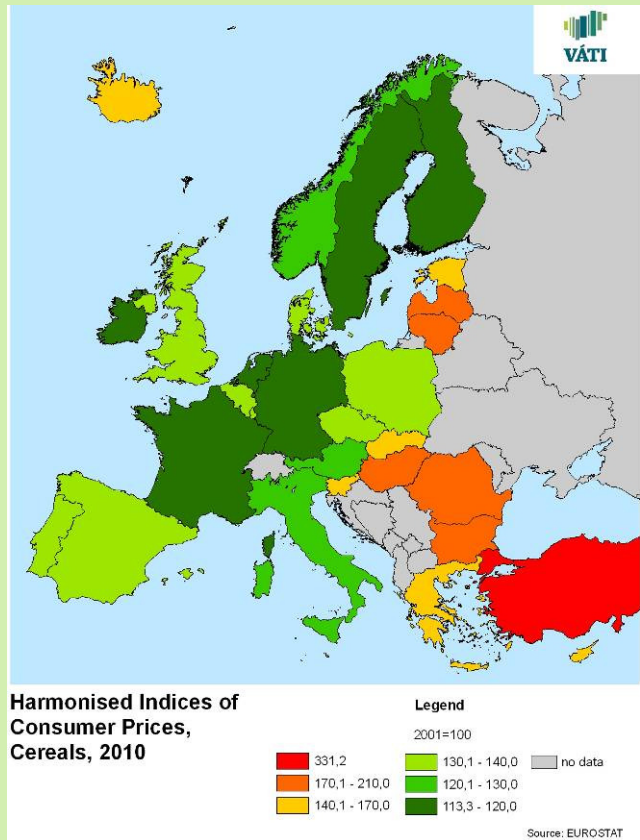 VÁTI
Harmonised Indices of
Consumer Prices,
Cereals, 2010
Legend
2001=100
331,2
170,1 - 210,0
140,1 - 170,0
130,1 - 140,0
120,1 - 130,0
113,3 - 120,0
no data
Source: EUROSTAT